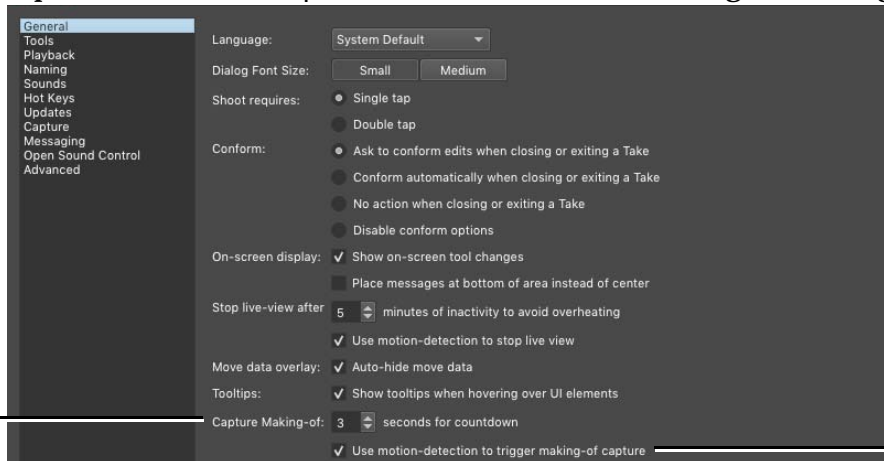 General
Tools
Playback
Naming
Sounds
Hot Keys
Updates
Capture
Messaging
Open Sound Control
Advanced
Language: System Default
Dialog Font Size: Small Medium
Shoot requires: Single tap
Double tap
Conform: Ask to conform edits when closing or exiting a Take
Conform automatically when closing or exiting a Take
No action when closing or exiting a Take
Disable conform options
On-screen display: Show on-screen tool changes
Place messages at bottom of area instead of center
Stop live-view after 5 minutes of inactivity to avoid overheating
Use motion-detection to stop live view
Move data overlay: Auto-hide move data
Tooltips: Show tooltips when hovering over UI elements
Capture Making-of: 3 seconds for countdown
Use motion-detection to trigger making-of capture